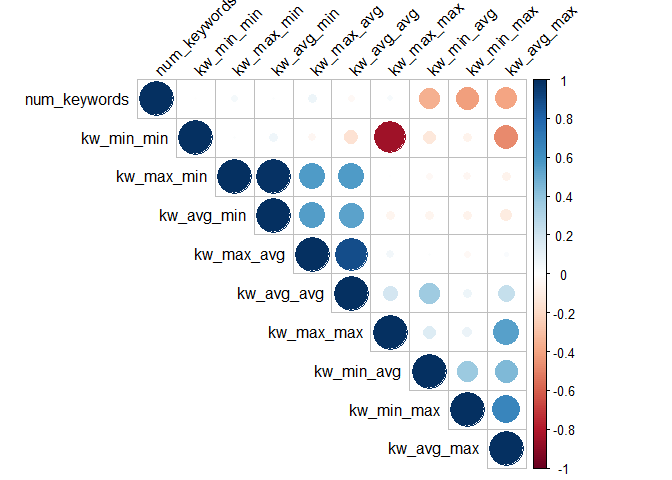 num_keywords
kw_min_min
kw_max_min
kw_avg_min
kw_max_avg
kw_avg_avg
kw_max_max
kw_min_avg
kw_min_max
kw_avg_max
num_keywords
kw_min_min
kw_max_min
kw_avg_min
kw_max_avg
kw_avg_avg
kw_max_max
kw_min_avg
kw_min_max
kw_avg_max
1
0.8
0.6
0.4
0.2
0
-0.2
-0.4
-0.6
-0.8
-1